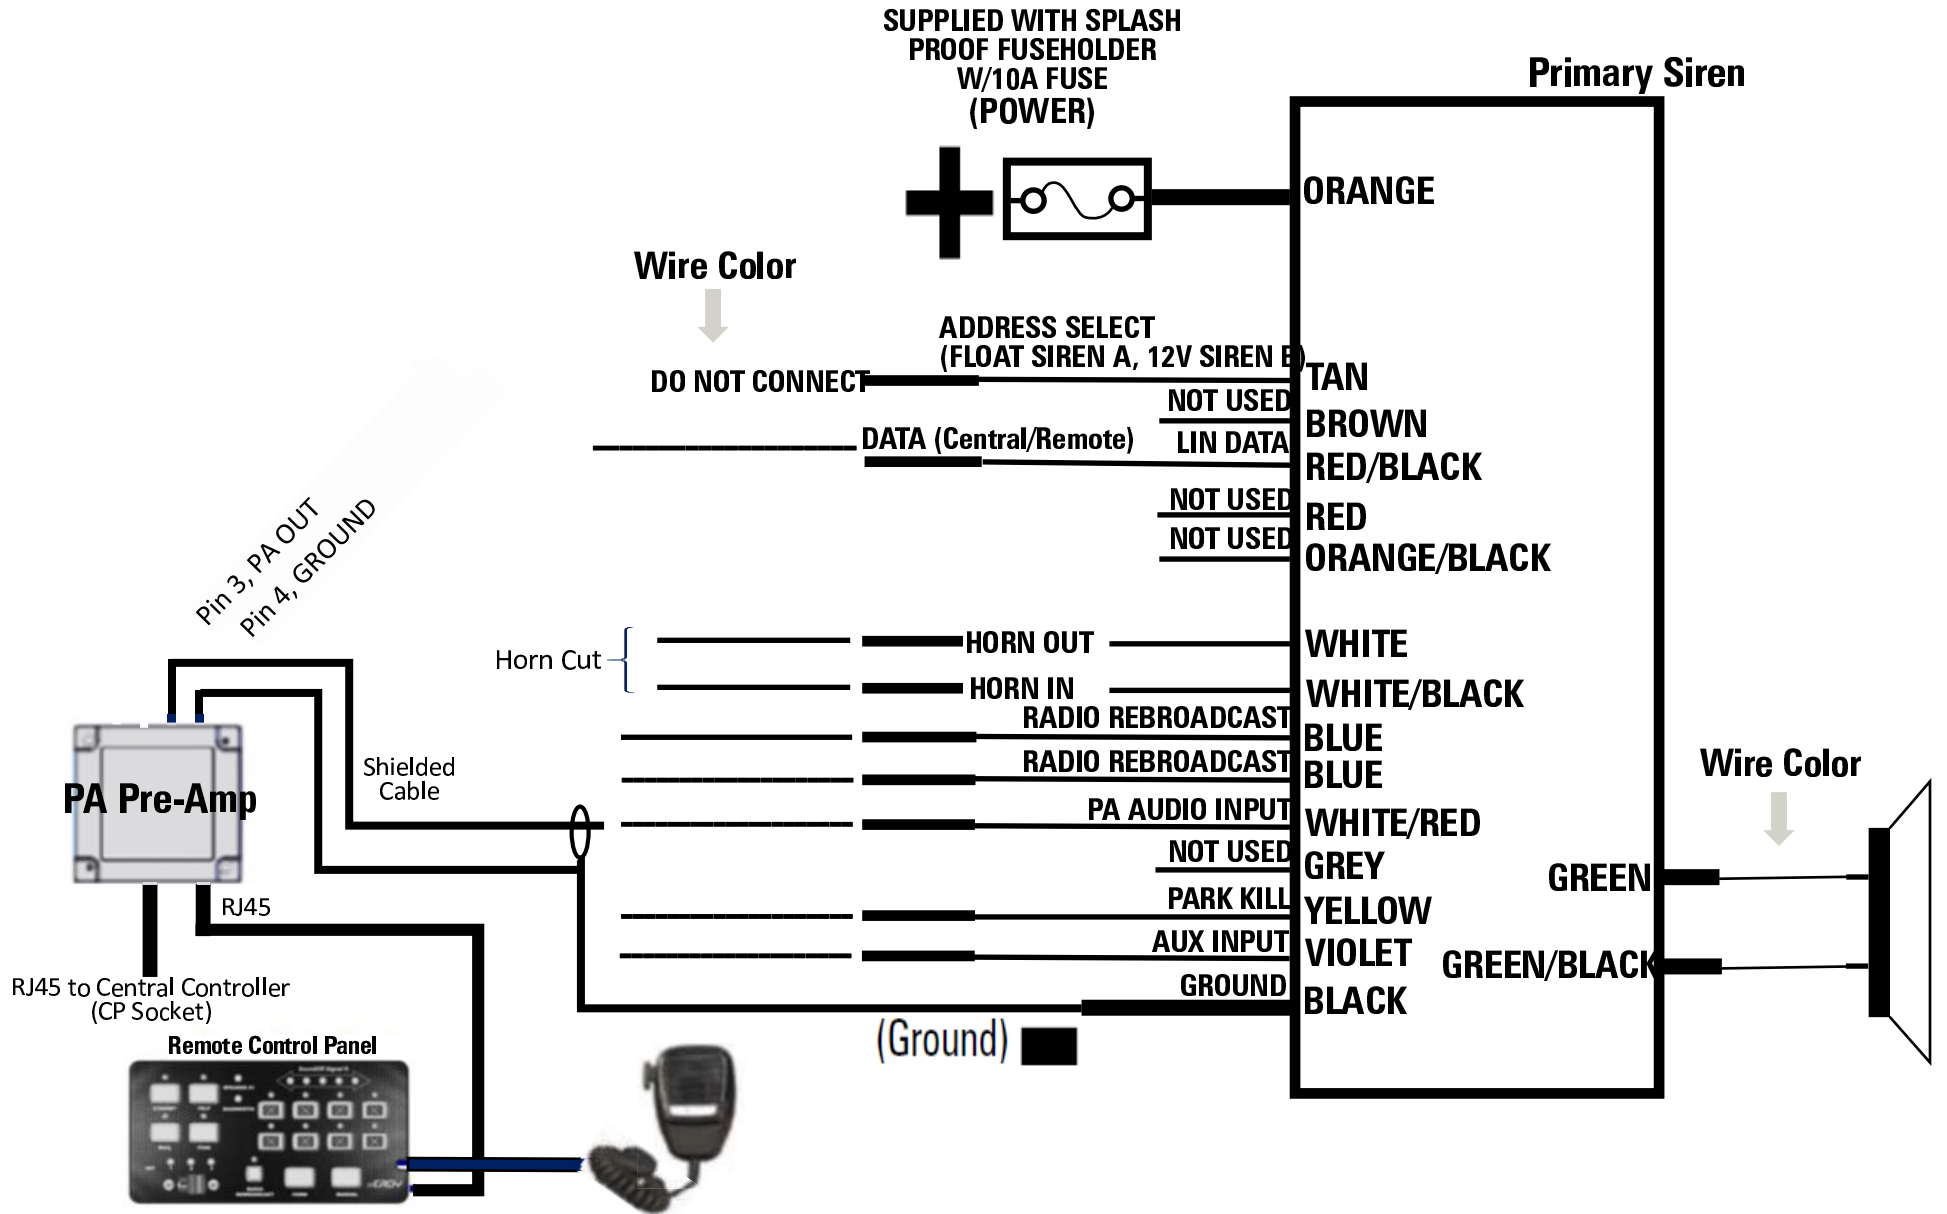 SUPPLIED WITH SPLASH
PROOF FUSEHOLDER
W/10A FUSE
(POWER)
Primary Siren
ORANGE
Wire Color
ADDRESS SELECT
(FLOAT SIREN A, 12V SIREN B)
DO NOT CONNECT
TAN
NOT USED
BROWN
DATA (Central/Remote)
LIN DATA
RED/BLACK
NOT USED
RED
NOT USED
ORANGE/BLACK
Pin 3, PA OUT
Pin 4, GROUND
Horn Cut
HORN OUT
WHITE
HORN IN
WHITE/BLACK
RADIO REBROADCAST
BLUE
RADIO REBROADCAST
BLUE
Shielded
Cable
PA Pre-Amp
PA AUDIO INPUT
WHITE/RED
NOT USED
GREY
Wire Color
GREEN
PARK KILL
YELLOW
AUX INPUT
VIOLET
GREEN/BLACK
GROUND
BLACK
(Ground)
RJ45
RJ45 to Central Controller
(CP Socket)
Remote Control Panel